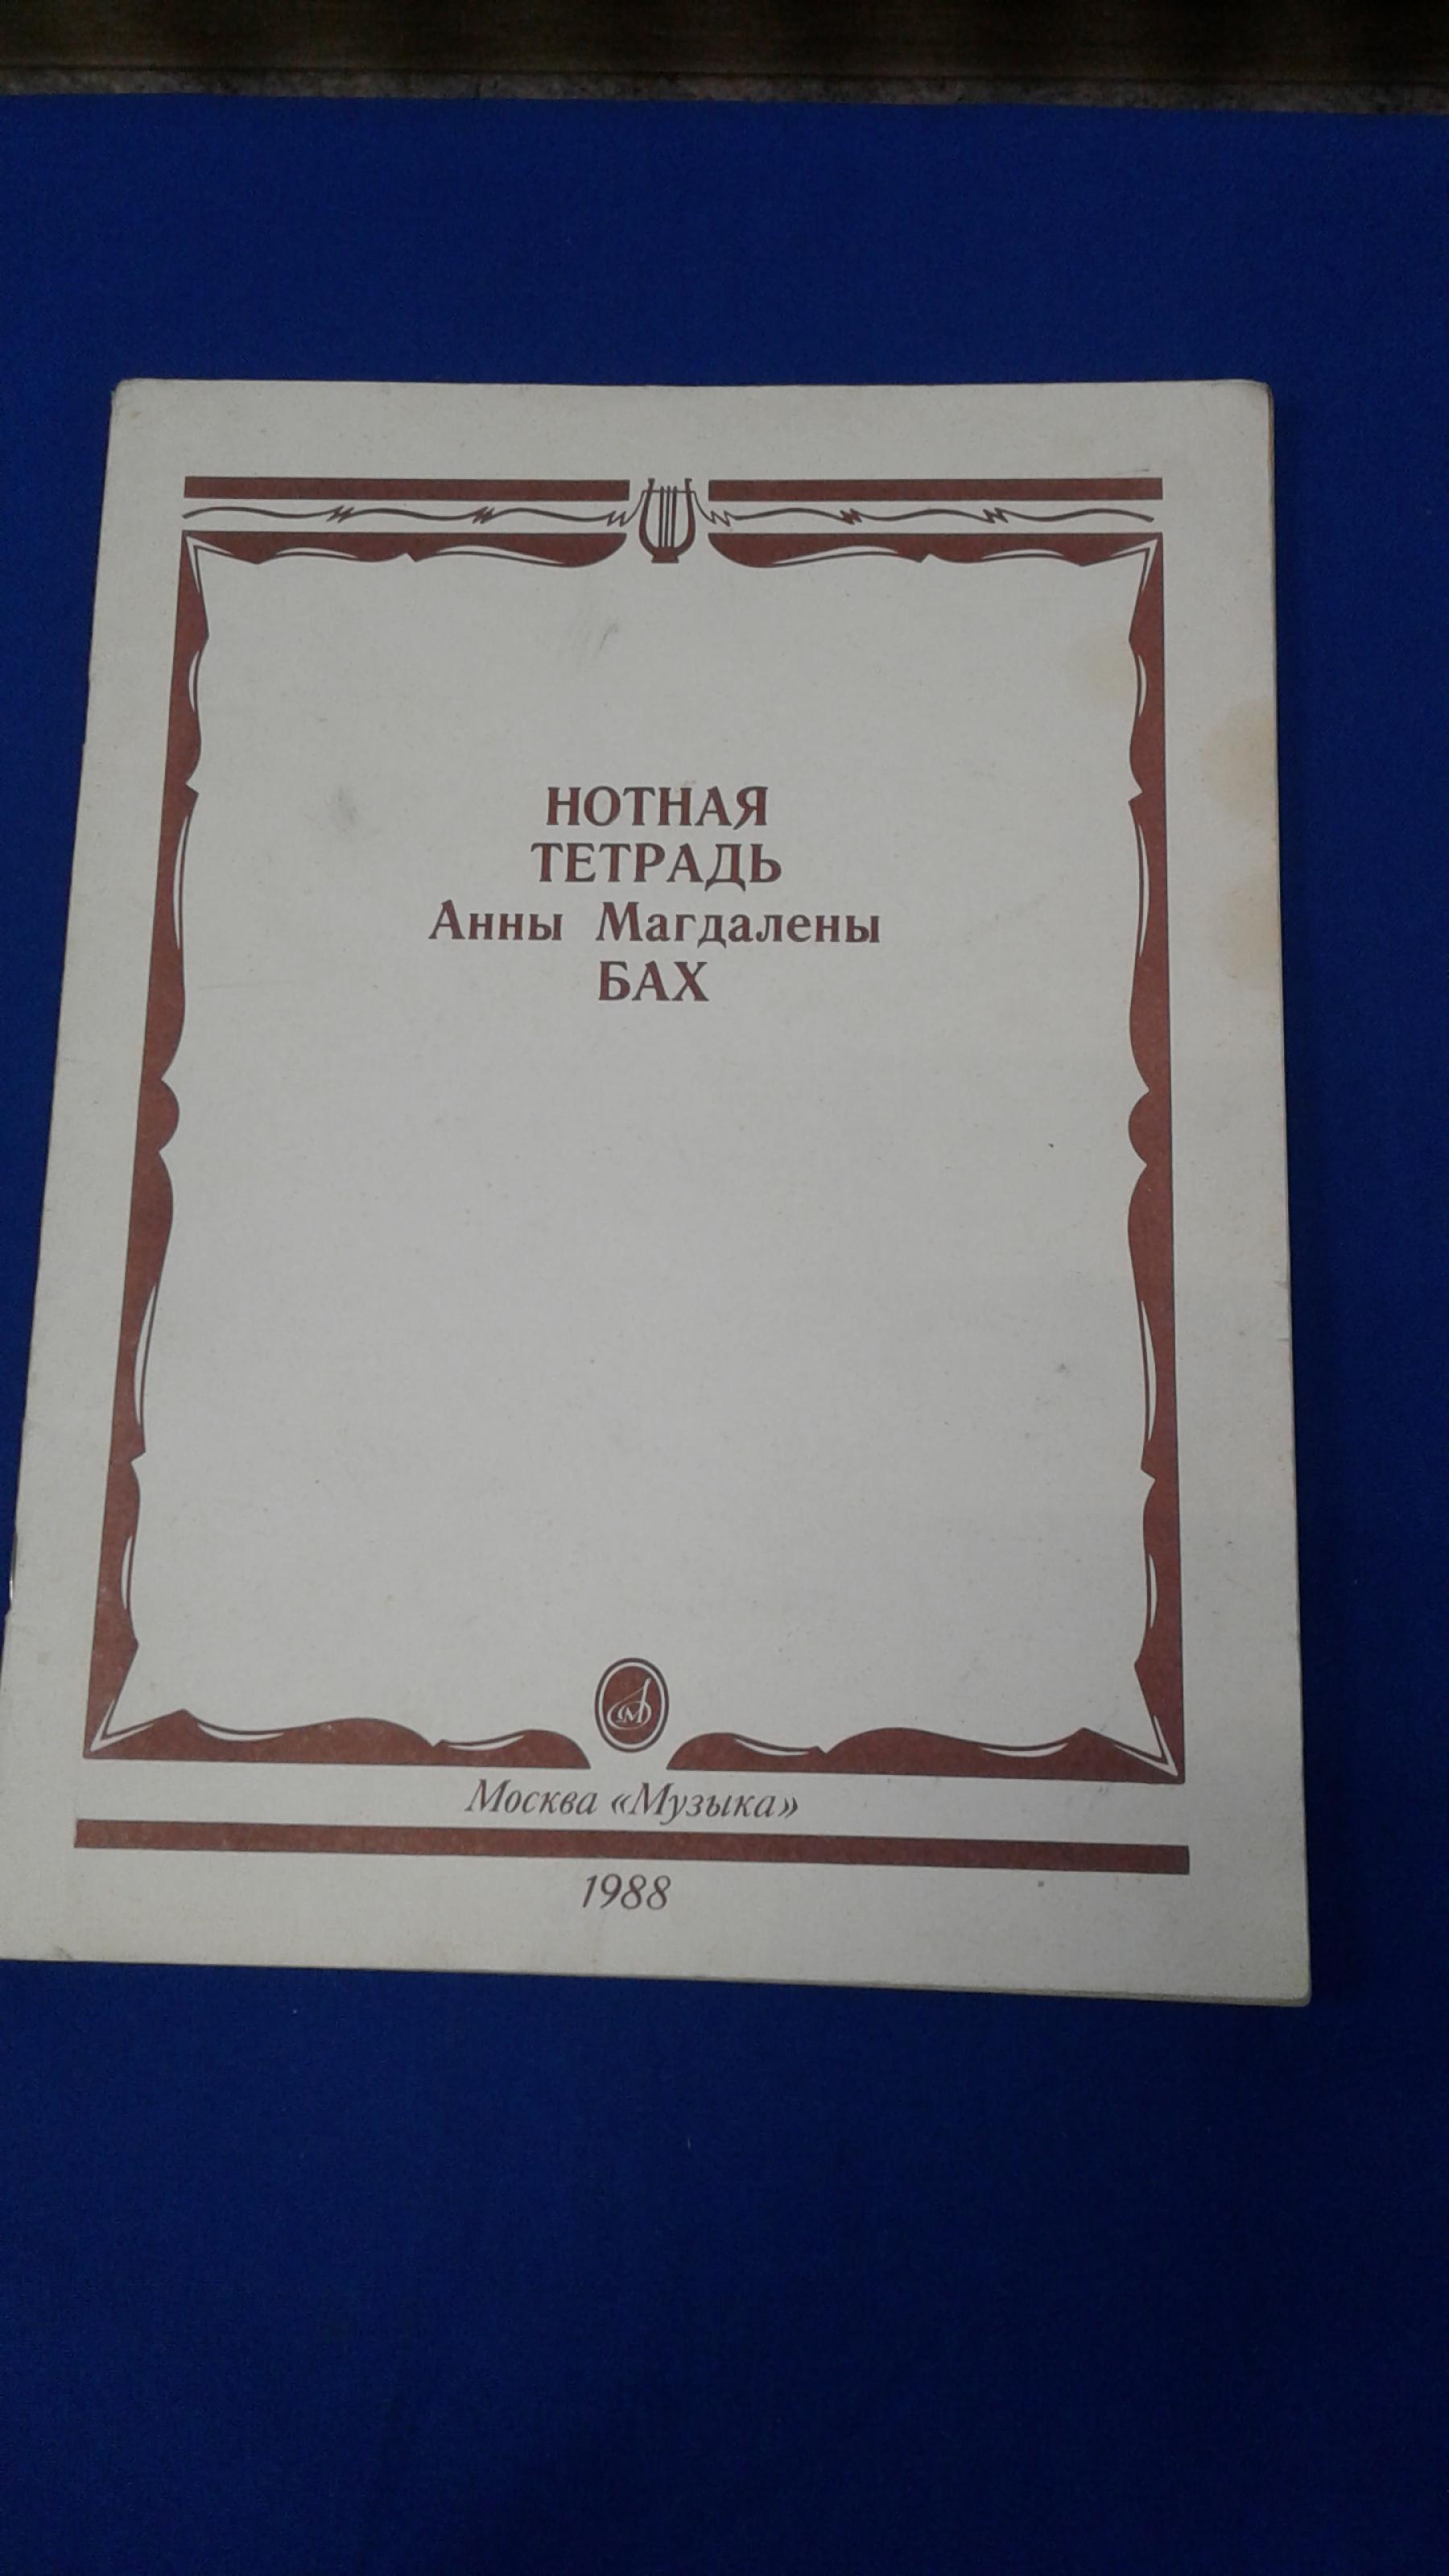 НОТНАЯ
ТЕТРАДЬ
Анны Магдалены
БАХ
Москва «Музыка»
1988